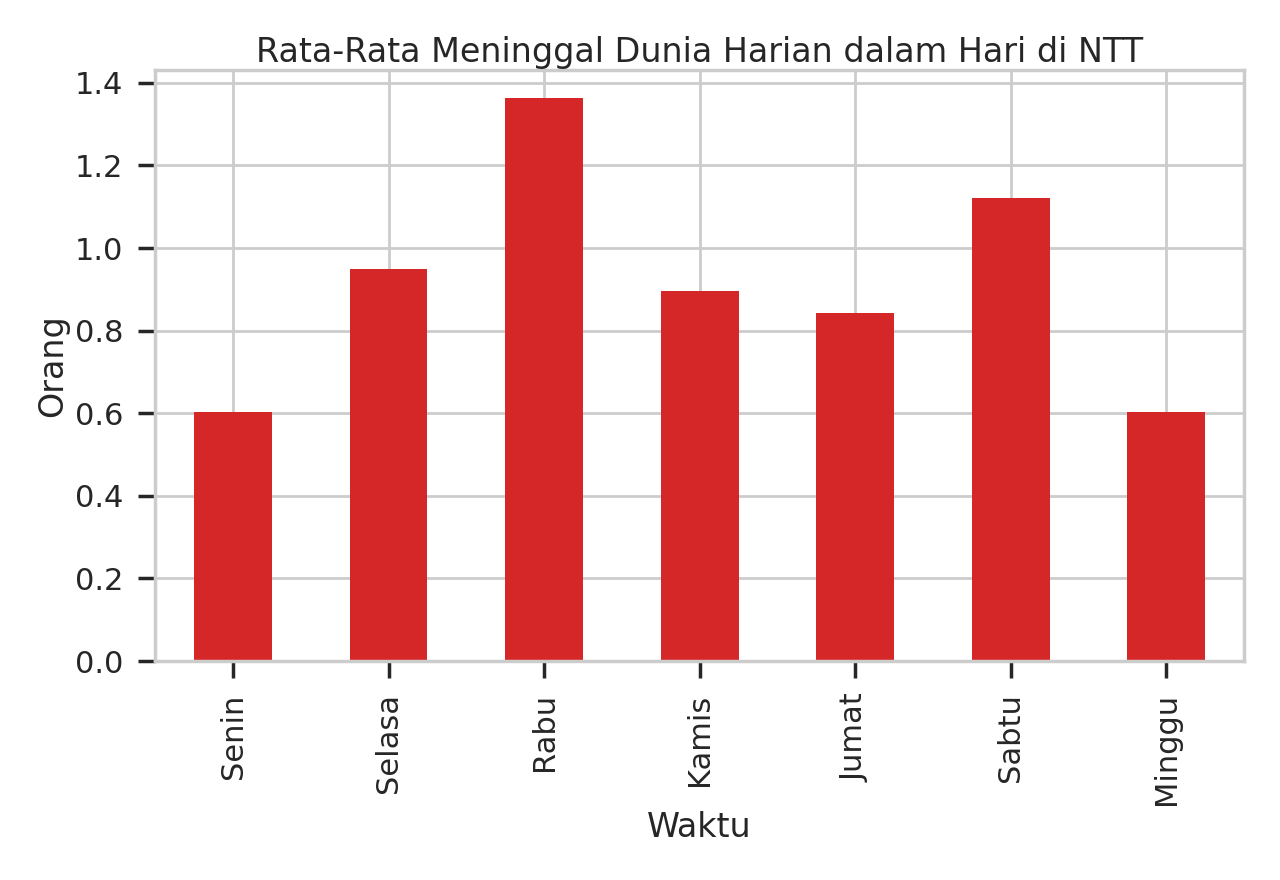 Rata-Rata Meninggal Dunia Harian dalam Hari di NTT
1.4
1.2
1.0
0.8
0.6
0.4
0.2
0.0
Orang
Senin
Selasa
Rabu
Kamis
Jumat
Sabtu
Minggu
Waktu